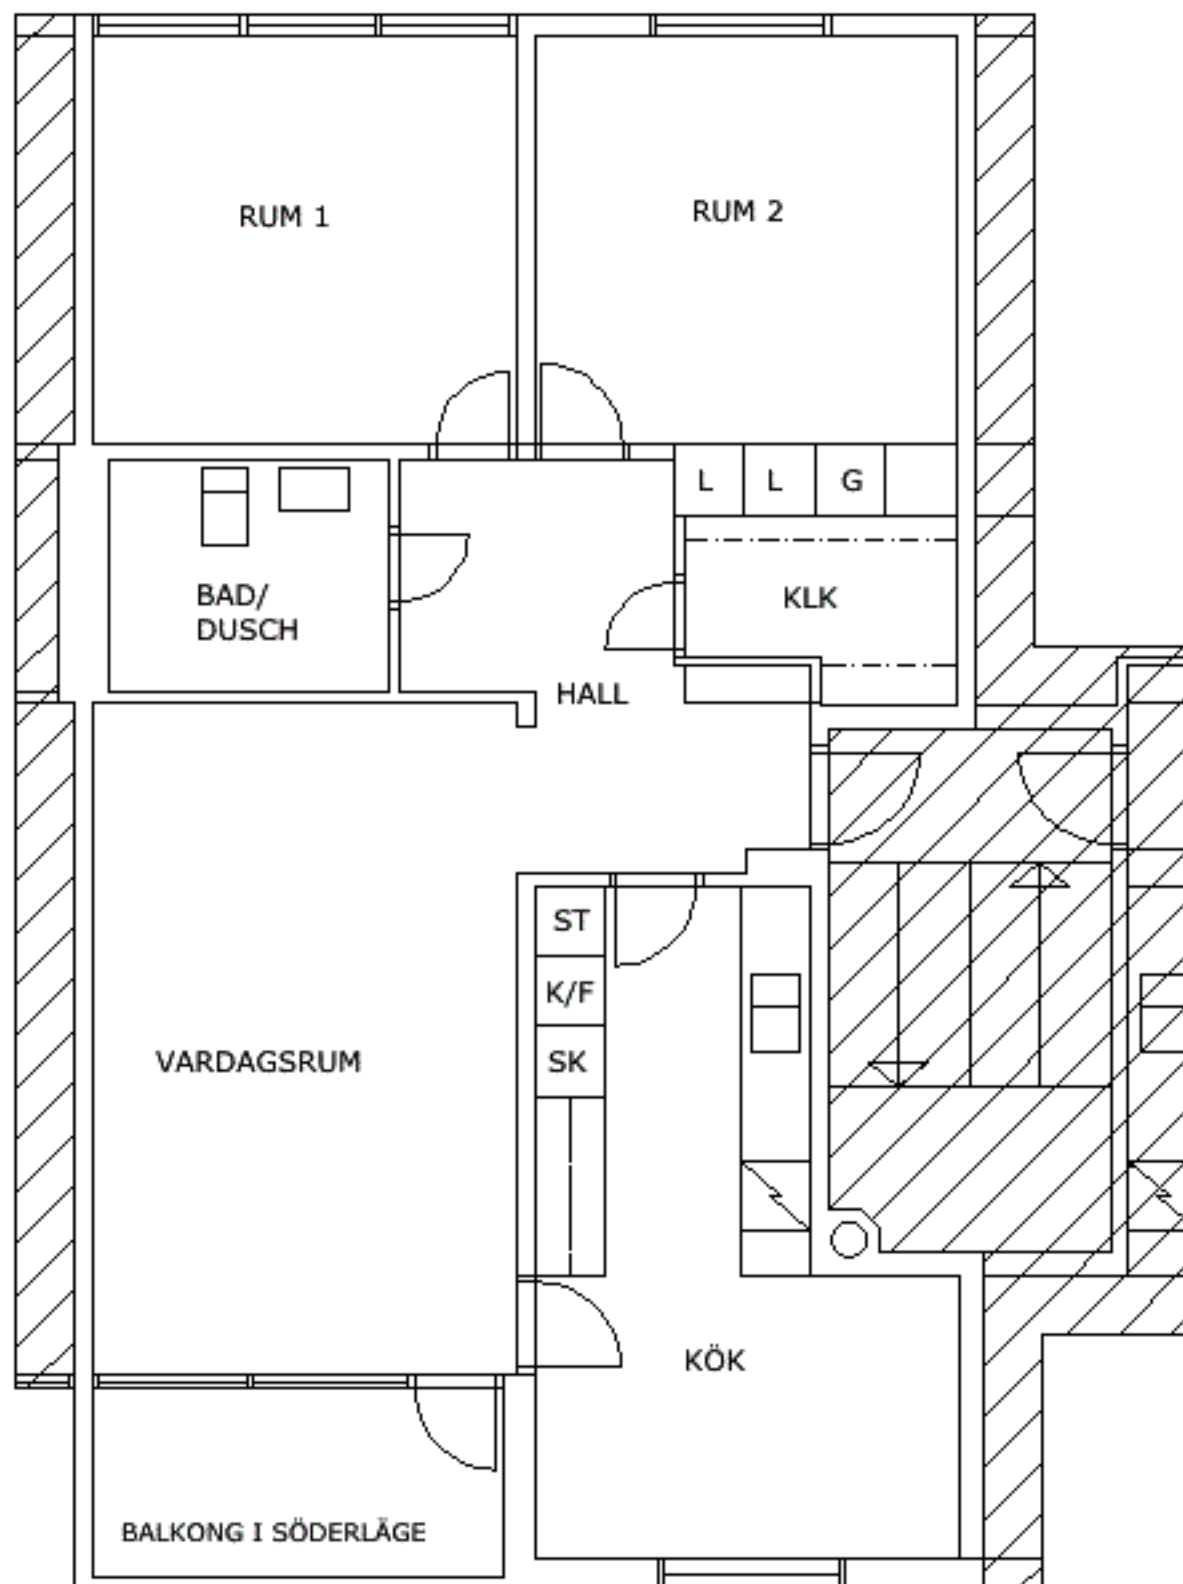 RUM 1
RUM 2
L L G
BAD/
DUSCH
KLK
HALL
ST
K/F
SK
VARDAGSRUM
KÖK
BALKONG I SÖDERLÄGE